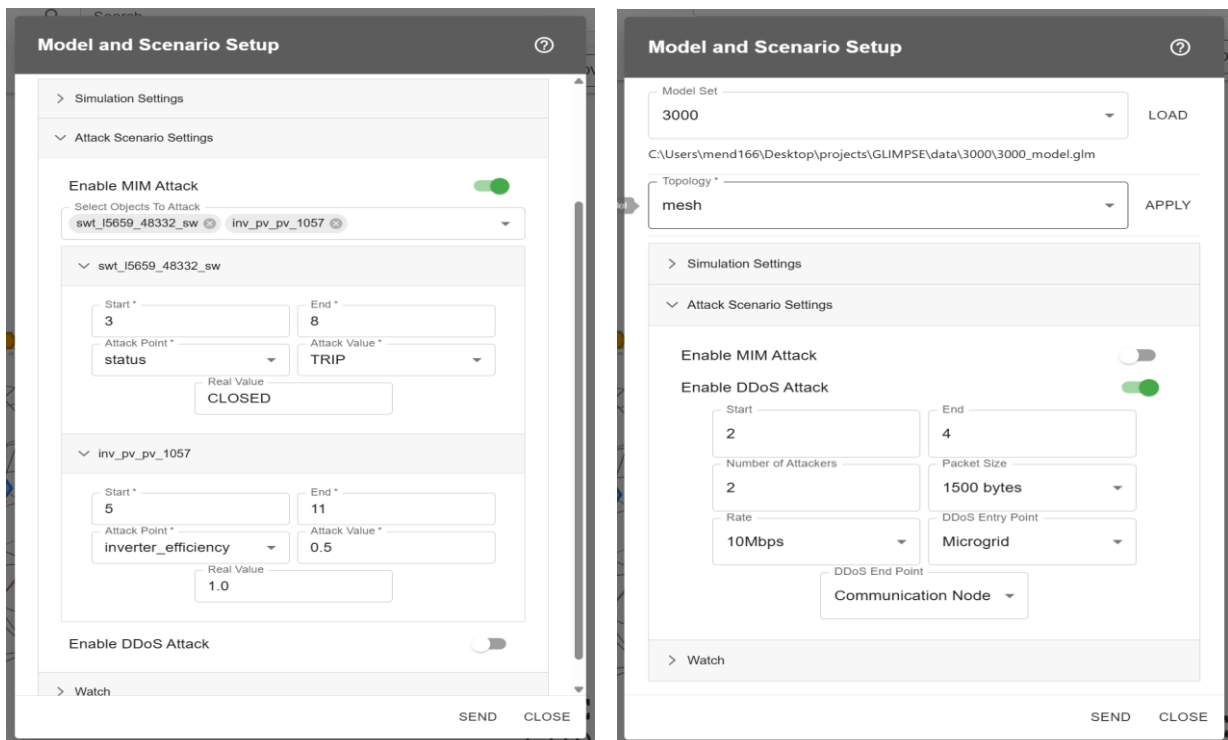 Search
Model and Scenario Setup
Simulation Settings
Attack Scenario Settings
Enable MIM Attack
Select Objects To Attack
swt_l5659_48332_sw inv_pv_pv_1057
swt_l5659_48332_sw
Start * End *
3 8
Attack Point * Attack Value *
status TRIP
Real Value
CLOSED
inv_pv_pv_1057
Start * End *
5 11
Attack Point * Attack Value *
inverter_efficiency 0.5
Real Value
1.0
Enable DDoS Attack
Watch
SEND CLOSE
Model and Scenario Setup
Model Set
3000 LOAD
C:\Users\mend166\Desktop\projects\GLIMPSE\data\3000\3000_model.glm
Topology *
mesh APPLY
Simulation Settings
Attack Scenario Settings
Enable MIM Attack
Enable DDoS Attack
Start End
2 4
Number of Attackers Packet Size
2 1500 bytes
Rate DDoS Entry Point
10Mbps Microgrid
DDoS End Point
Communication Node
Watch
SEND CLOSE